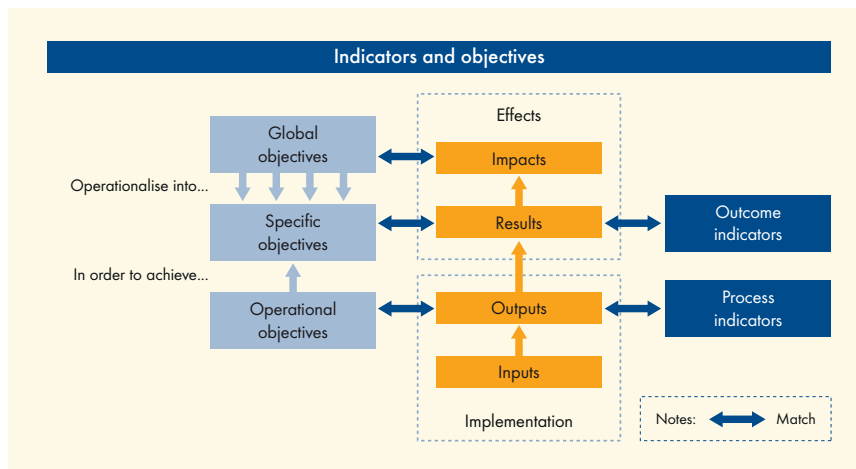 Indicators and objectives
Effects
Global
objectives
Impacts
Operationalise into...
Specific
objectives
Results
Outcome
indicators
In order to achieve...
Operational
objectives
Outputs
Process
indicators
Inputs
Implementation
Notes:
Match